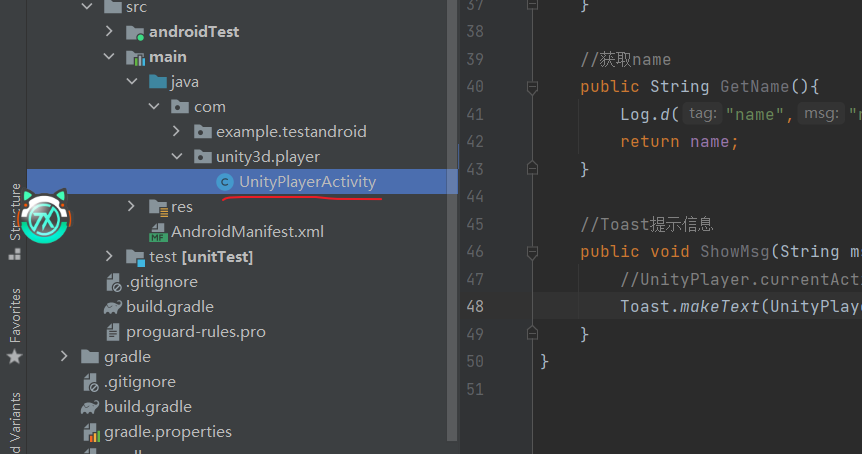 src
androidTest
main
java
com
example.testandroid
unity3d.player
UnityPlayerActivity
res
AndroidManifest.xml
test [unitTest]
.gitignore
build.gradle
proguard-rules.pro
gradle
.gitignore
build.gradle
gradle.properties
Structure
Favorites
Variants
7X
37 }
38
39 //获取name
40 public String GetName(){
41 Log.d( tag: "name", msg: "n
42 return name;
43 }
44
45 //Toast提示信息
46 public void ShowMsg(String m
47 //UnityPlayer.currentActi
48 Toast.makeText(UnityPlaye
49 }
50 }
51